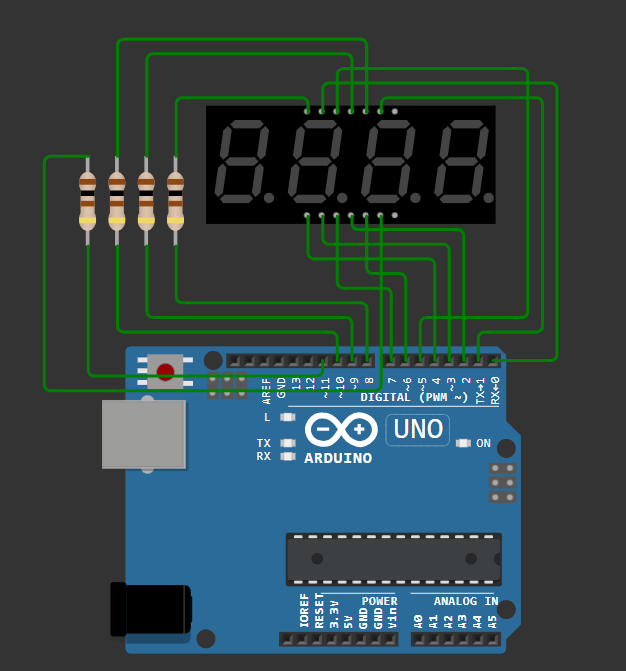 AREF
GND
13
12
~11
~10
~9
8
7
~6
~5
4
~3
2
TX→1
RX←0
DIGITAL (PWM ~)
L
UNO
TX
RX
ON
ARDUINO
POWER
ANALOG IN
IOREF
RESET
3.3V
5V
GND
GND
Vin
A0
A1
A2
A3
A4
A5